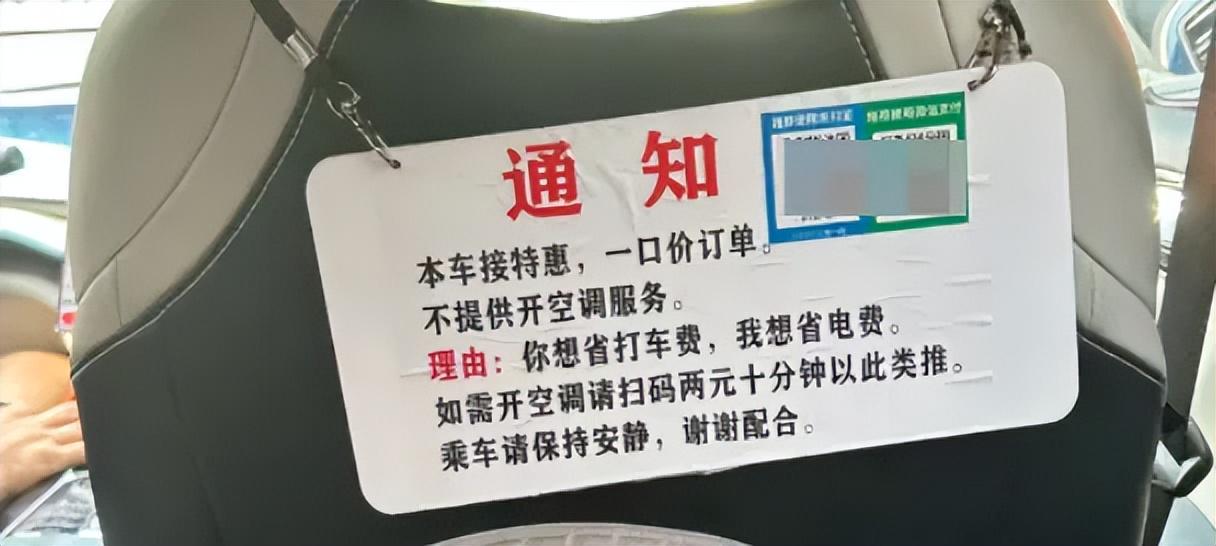 通知
本车接特惠，一口价订单。
不提供开空调服务。
理由：你想省打车费，我想省电费。
如需开空调请扫码两元十分钟以此类推。
乘车请保持安静，谢谢配合。